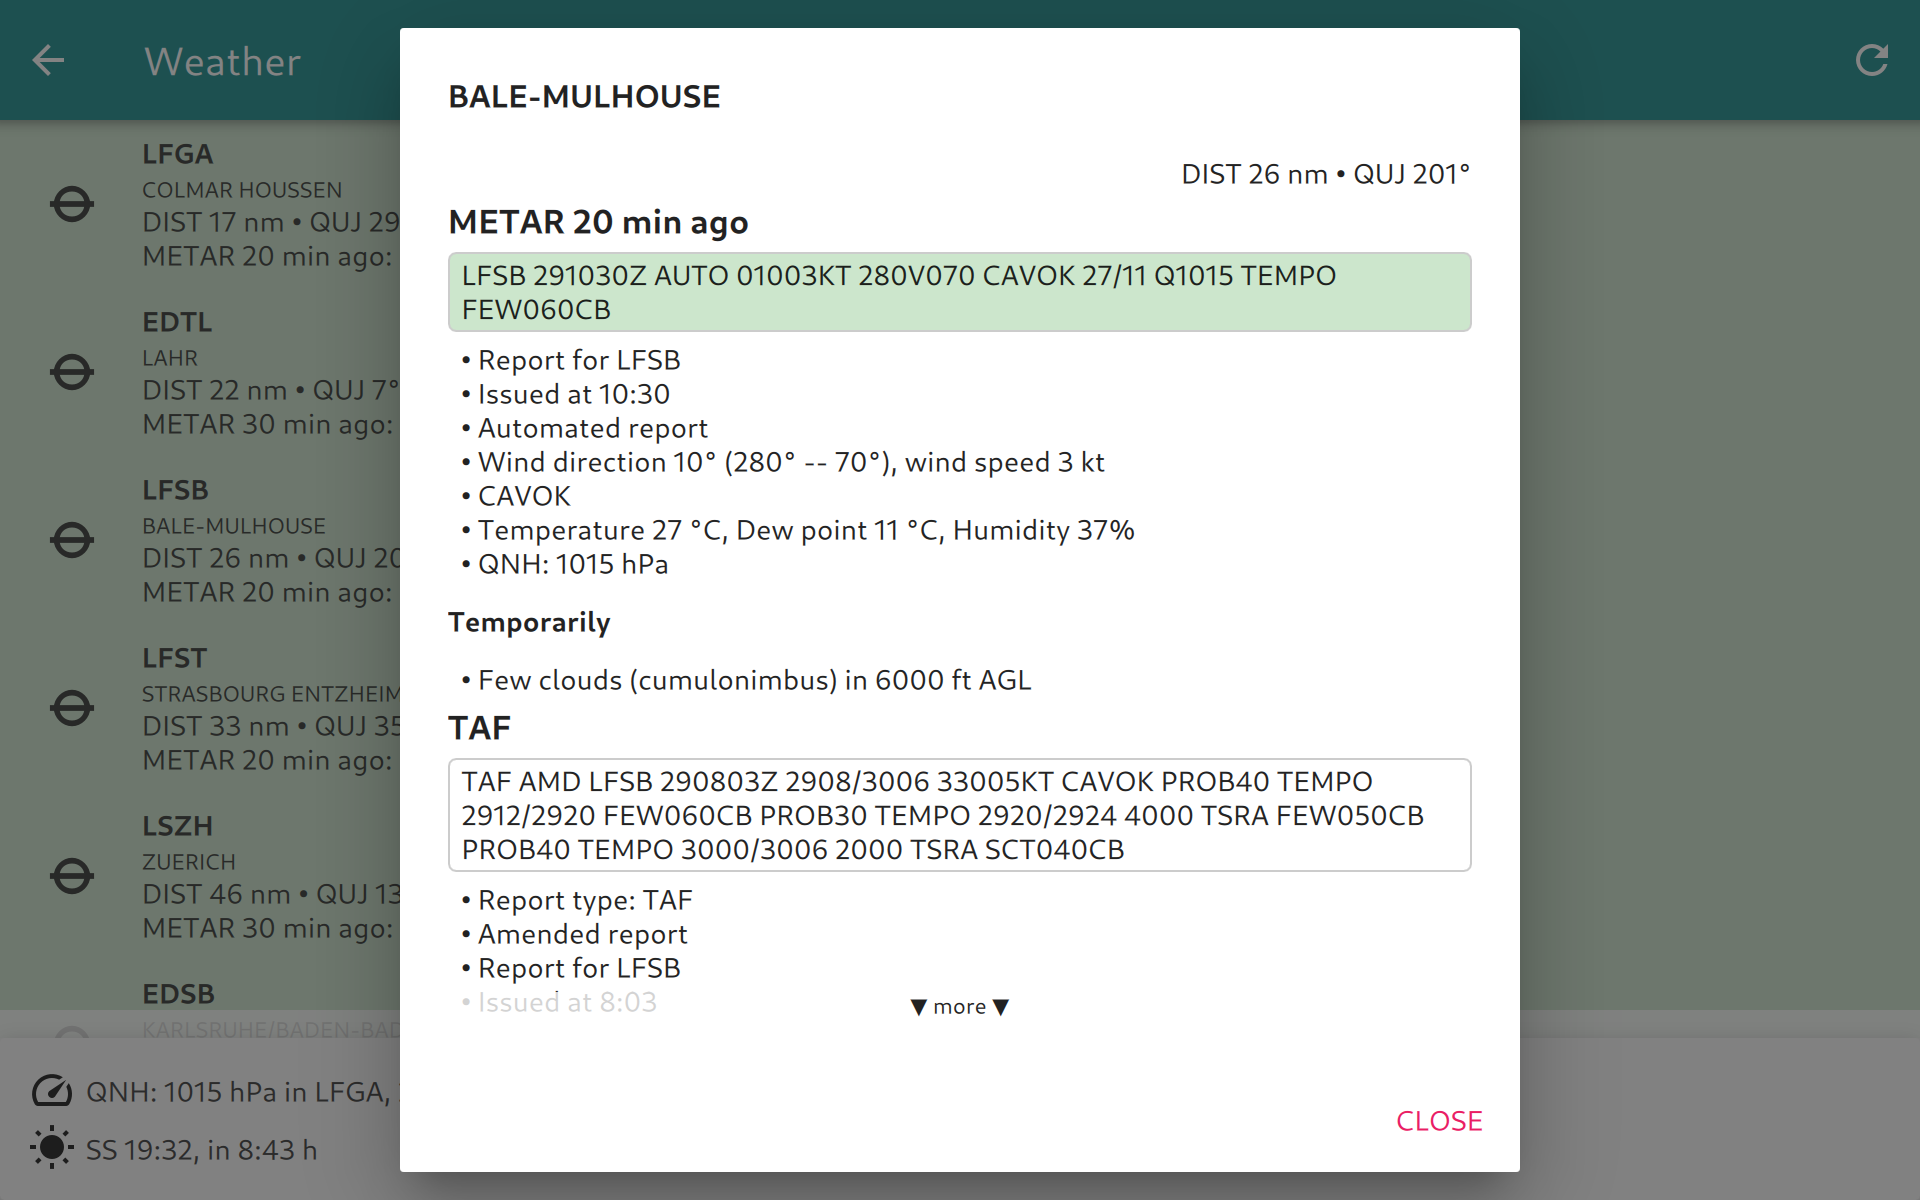 Weather
LFGA
COLMAR HOUSSEN
DIST 17 nm • QUJ 29
METAR 20 min ago:
EDTL
LAHR
DIST 22 nm • QUJ 7°
METAR 30 min ago:
LFSB
BALE-MULHOUSE
DIST 26 nm • QUJ 20
METAR 20 min ago:
LFST
STRASBOURG ENTZHEIM
DIST 33 nm • QUJ 35
METAR 20 min ago:
LSZH
ZUERICH
DIST 46 nm • QUJ 13
METAR 30 min ago:
EDSB
KARLSRUHE/BADEN-BAD
QNH: 1015 hPa in LFGA,
SS 19:32, in 8:43 h
BALE-MULHOUSE
DIST 26 nm • QUJ 201°
METAR 20 min ago
LFSB 291030Z AUTO 01003KT 280V070 CAVOK 27/11 Q1015 TEMPO
FEW060CB
• Report for LFSB
• Issued at 10:30
• Automated report
• Wind direction 10° (280° -- 70°), wind speed 3 kt
• CAVOK
• Temperature 27 °C, Dew point 11 °C, Humidity 37%
• QNH: 1015 hPa
Temporarily
• Few clouds (cumulonimbus) in 6000 ft AGL
TAF
TAF AMD LFSB 290803Z 2908/3006 33005KT CAVOK PROB40 TEMPO
2912/2920 FEW060CB PROB30 TEMPO 2920/2924 4000 TSRA FEW050CB
PROB40 TEMPO 3000/3006 2000 TSRA SCT040CB
• Report type: TAF
• Amended report
• Report for LFSB
• Issued at 8:03
▼ more ▼
CLOSE